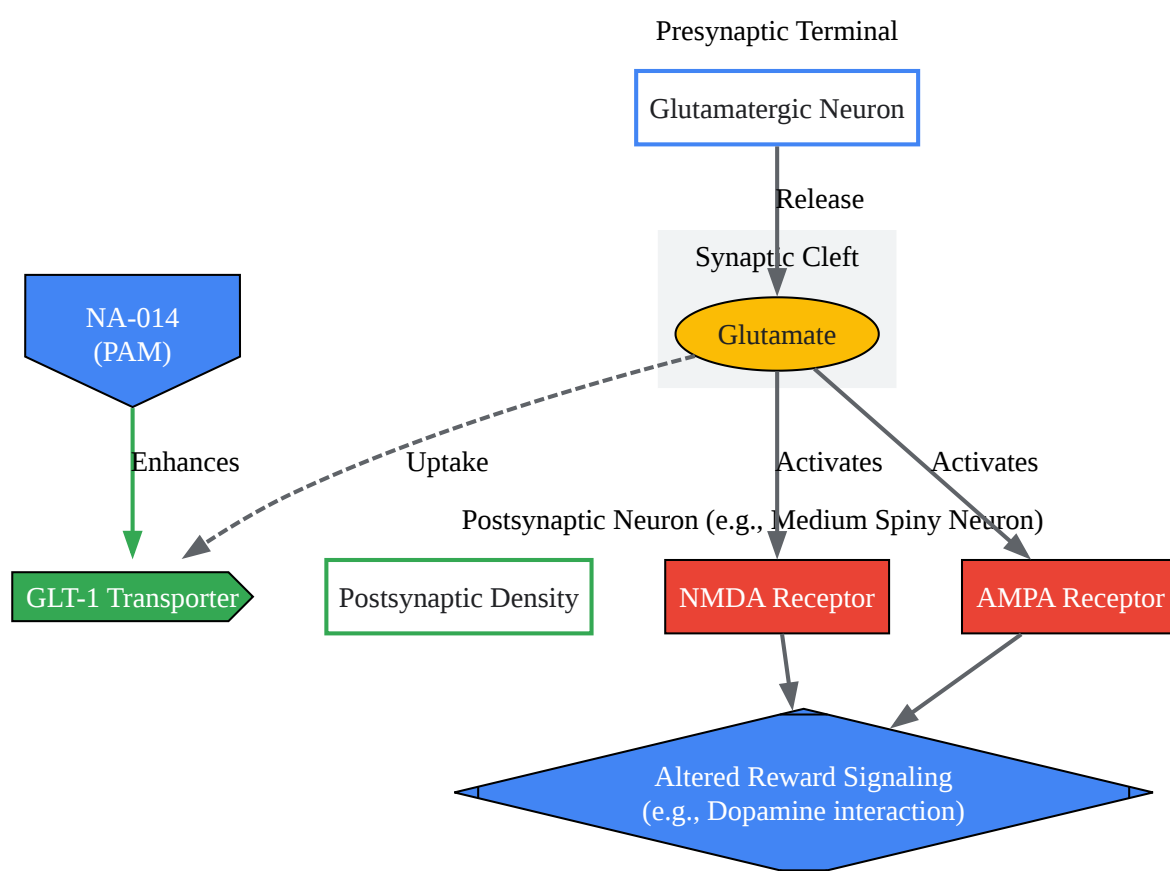 Presynaptic Terminal
Glutamatergic Neuron
Release
Synaptic Cleft
NA-014
(PAM)
Glutamate
Enhances
Uptake
Activates
Activates
Postsynaptic Neuron (e.g., Medium Spiny Neuron)
GLT-1 Transporter
Postsynaptic Density
NMDA Receptor
AMPA Receptor
Altered Reward Signaling
(e.g., Dopamine interaction)